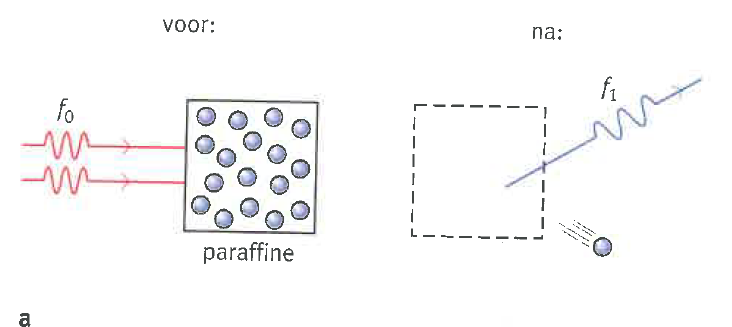 voor:
na:
f₀
f₁
paraffine
a